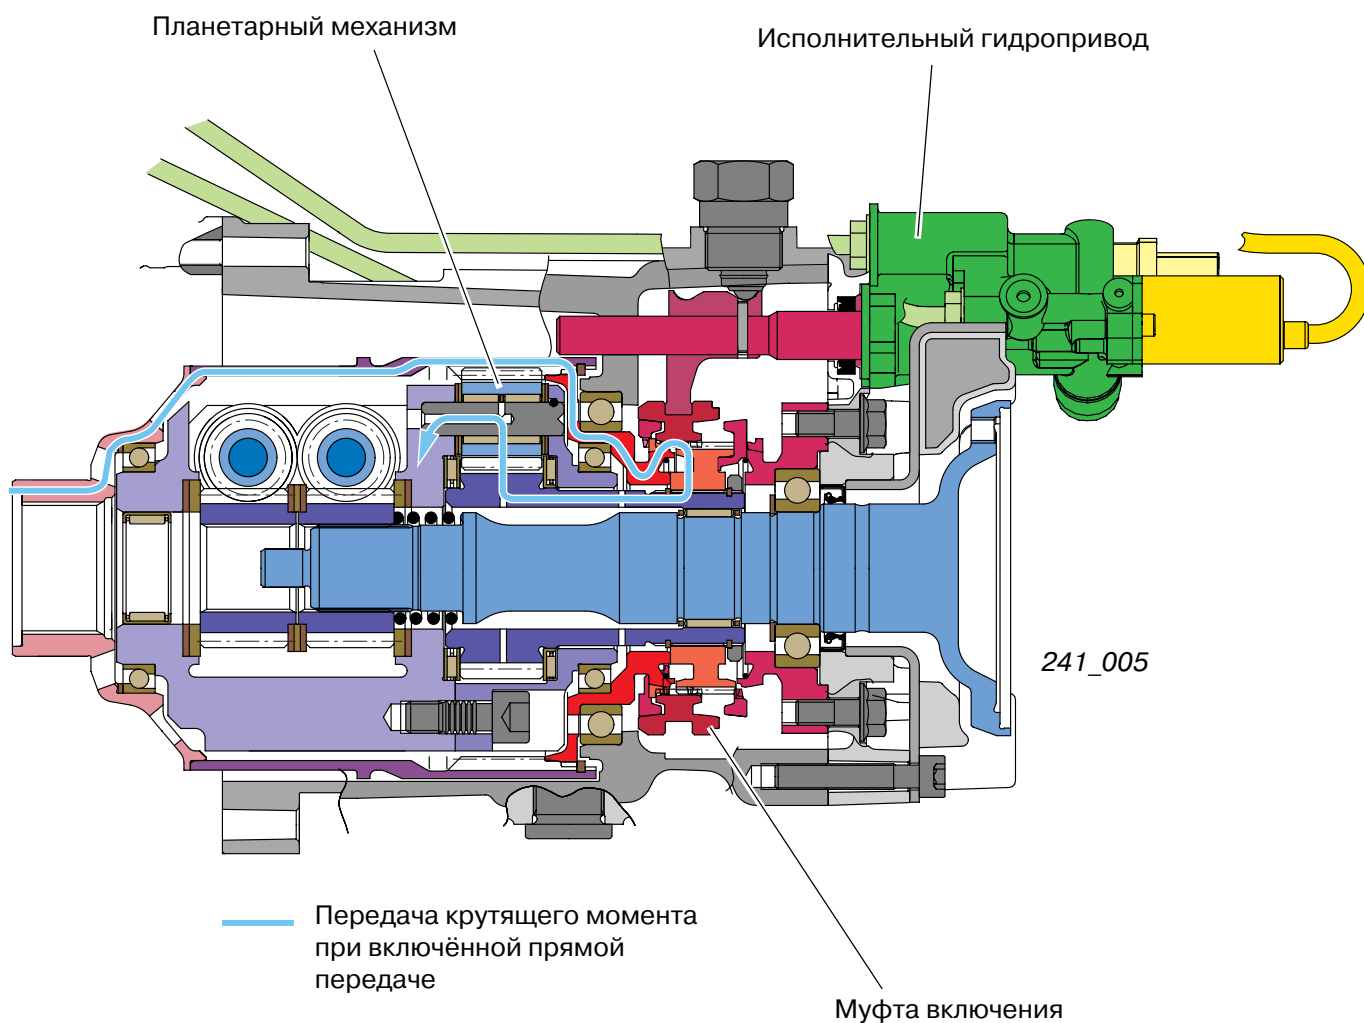 Планетарный механизм
Исполнительный гидропривод
241_005
Передача крутящего момента
при включённой прямой
передаче
Муфта включения